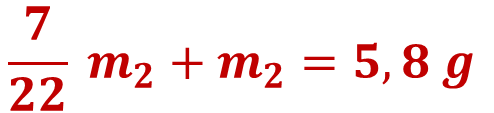 7/22 m₂ + m₂ = 5,8 g